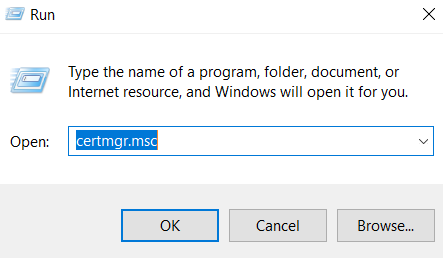 Run
Type the name of a program, folder, document, or
Internet resource, and Windows will open it for you.
Open: certmgr.msc
OK Cancel Browse...